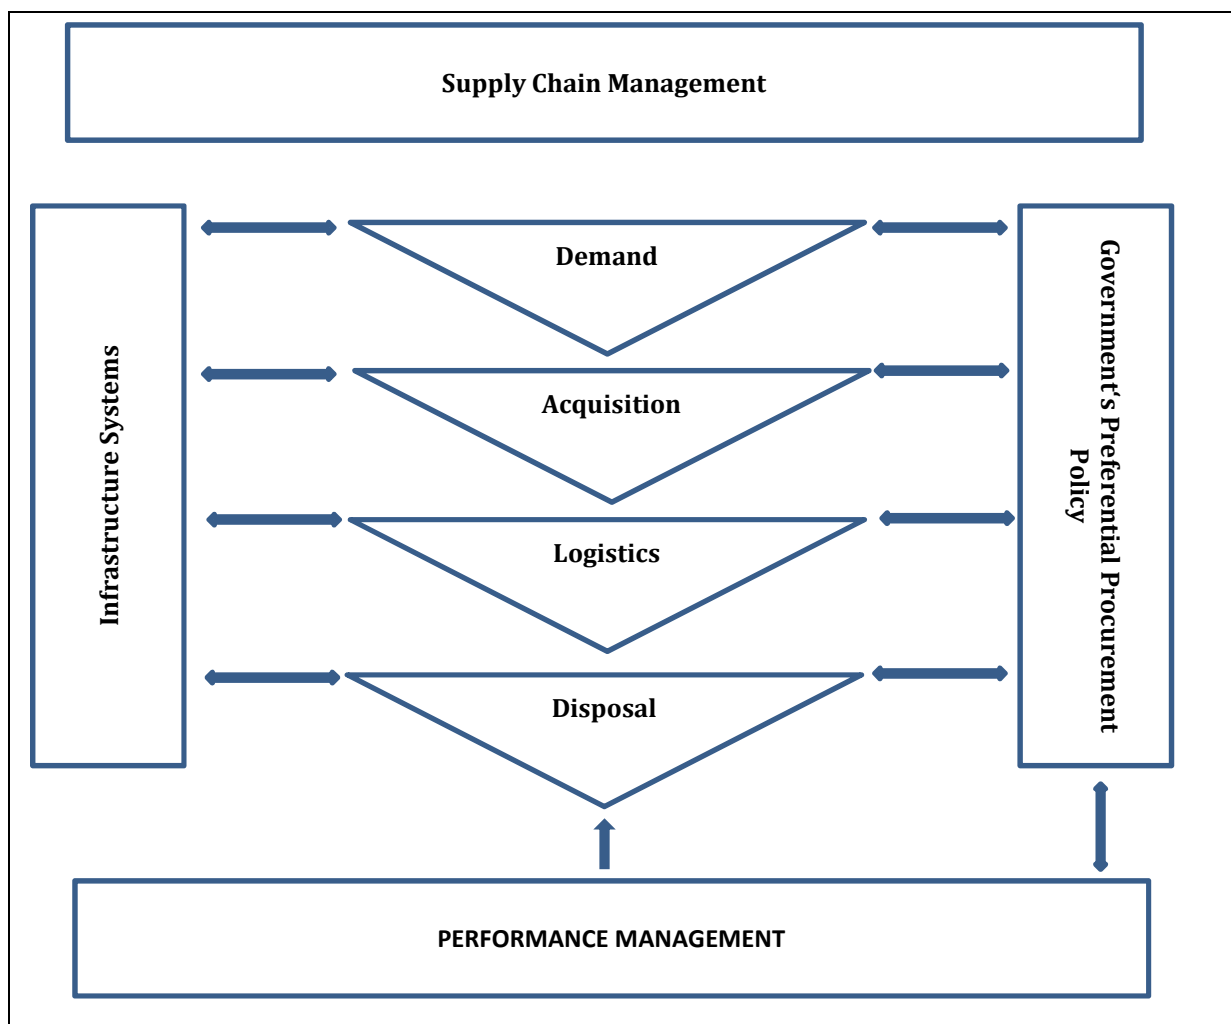 Supply Chain Management
Demand
Acquisition
Logistics
Disposal
Infrastructure Systems
Government‘s Preferential Procurement
Policy
PERFORMANCE MANAGEMENT